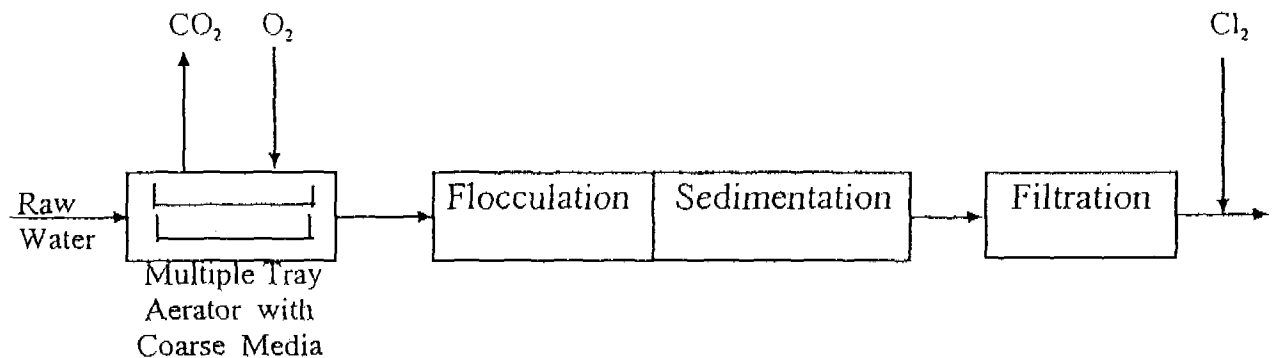 CO₂
O₂
Cl₂
Raw
Water
Flocculation
Sedimentation
Filtration
Multiple Tray
Aerator with
Coarse Media